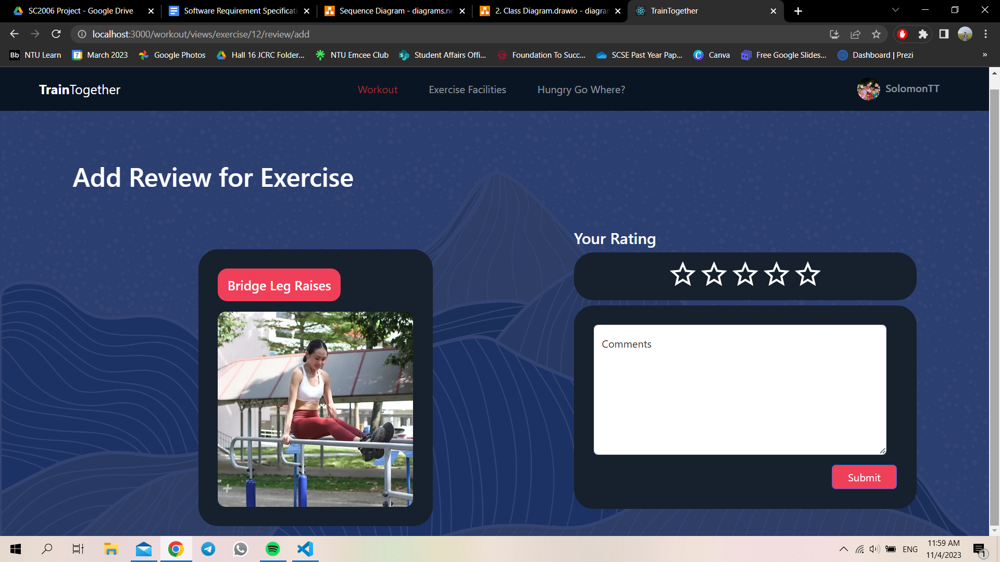 SC2006 Project - Google Drive
Software Requirement Specificati
Sequence Diagram - diagrams.ne
2. Class Diagram.drawio - diagran
TrainTogether
localhost:3000/workout/views/exercise/12/review/add
Bb NTU Learn
7 March 2023
Google Photos
Hall 16 JCRC Folder...
NTU Emcee Club
Student Affairs Offi...
Foundation To Succ...
SCSE Past Year Pap...
Canva
Free Google Slides...
Dashboard | Prezi
»
TrainTogether
Workout
Exercise Facilities
Hungry Go Where?
SolomonTT
Add Review for Exercise
Bridge Leg Raises
Your Rating
Comments
Submit
ENG
11:59 AM
11/4/2023
1